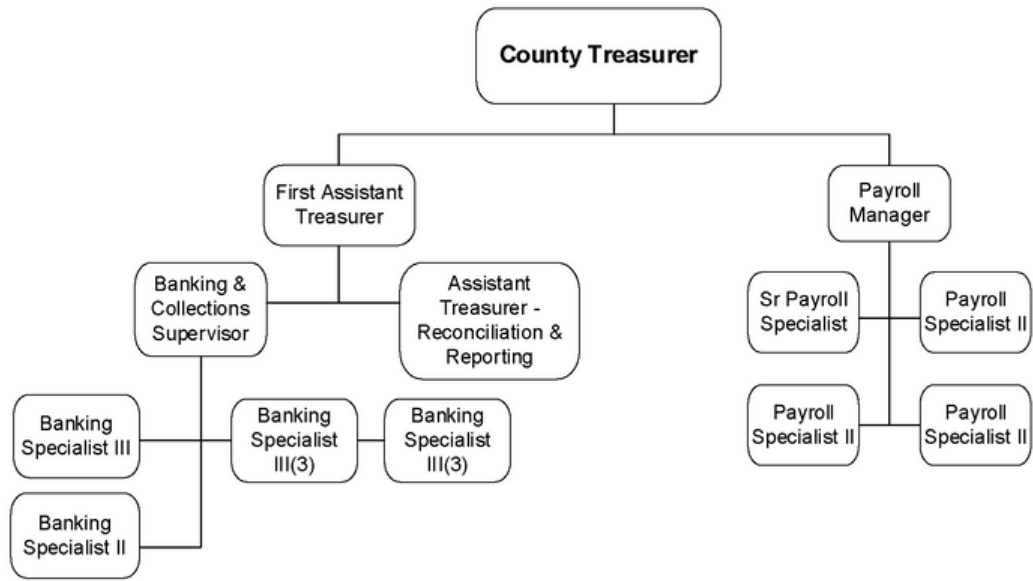 County Treasurer
First Assistant
Treasurer
Payroll
Manager
Banking &
Collections
Supervisor
Assistant
Treasurer -
Reconciliation &
Reporting
Sr Payroll
Specialist
Payroll
Specialist II
Banking
Specialist III
Banking
Specialist
III(3)
Banking
Specialist
III(3)
Payroll
Specialist II
Payroll
Specialist II
Banking
Specialist II